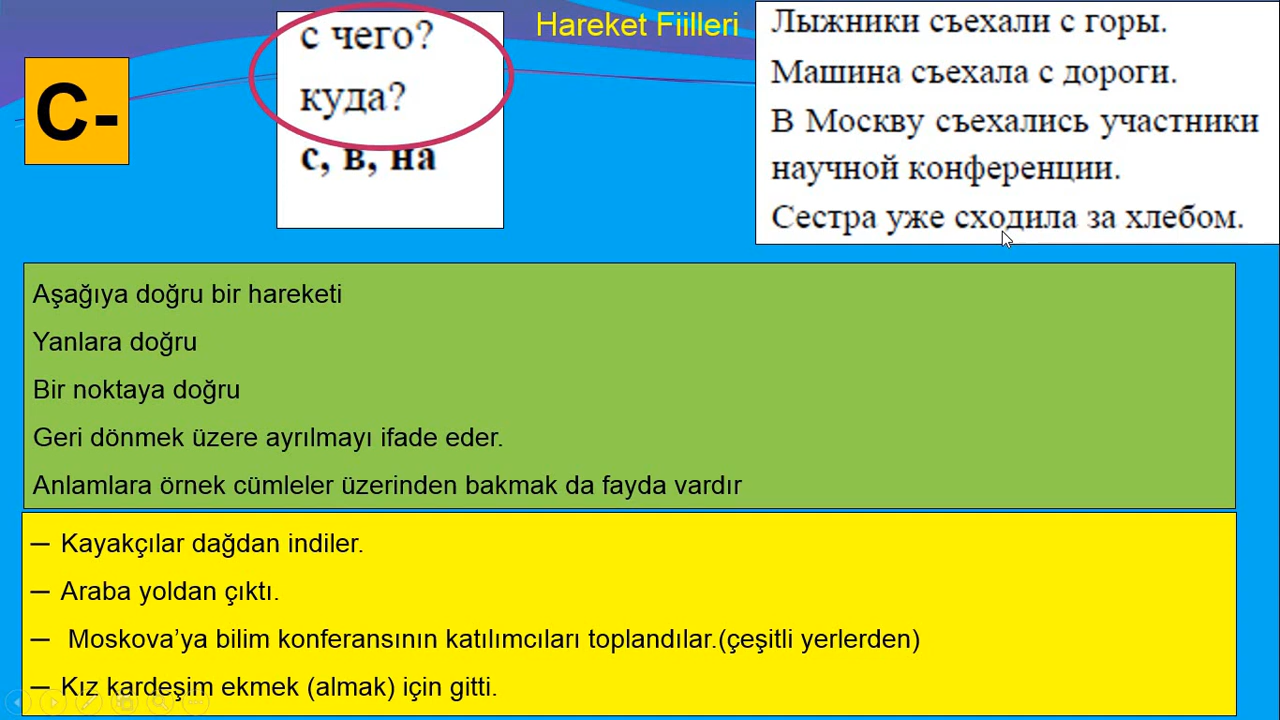 Hareket Fiilleri
С-
с чего?
куда?
с, в, на
Лыжники съехали с горы.
Машина съехала с дороги.
В Москву съехались участники
научной конференции.
Сестра уже сходила за хлебом.
Aşağıya doğru bir hareketi
Yanlara doğru
Bir noktaya doğru
Geri dönmek üzere ayrılmayı ifade eder.
Anlamlara örnek cümleler üzerinden bakmak da fayda vardır
─ Kayakçılar dağdan indiler.
─ Araba yoldan çıktı.
─ Moskova’ya bilim konferansının katılımcıları toplandılar.(çeşitli yerlerden)
─ Kız kardeşim ekmek (almak) için gitti.